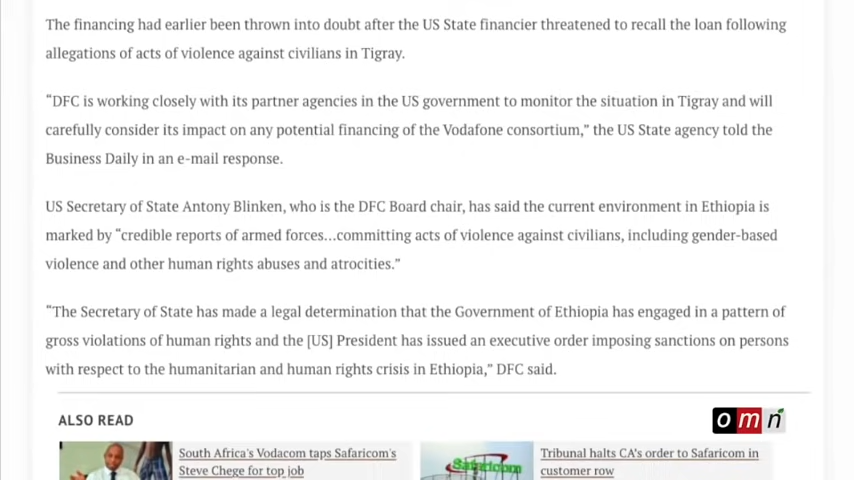 The financing had earlier been thrown into doubt after the US State financier threatened to recall the loan following
allegations of acts of violence against civilians in Tigray.
“DFC is working closely with its partner agencies in the US government to monitor the situation in Tigray and will
carefully consider its impact on any potential financing of the Vodafone consortium,” the US State agency told the
Business Daily in an e-mail response.
US Secretary of State Antony Blinken, who is the DFC Board chair, has said the current environment in Ethiopia is
marked by “credible reports of armed forces…committing acts of violence against civilians, including gender-based
violence and other human rights abuses and atrocities.”
“The Secretary of State has made a legal determination that the Government of Ethiopia has engaged in a pattern of
gross violations of human rights and the [US] President has issued an executive order imposing sanctions on persons
with respect to the humanitarian and human rights crisis in Ethiopia,” DFC said.
ALSO READ
omn
South Africa's Vodacom taps Safaricom's
Steve Chege for top job
Safaricom
Tribunal halts CA's order to Safaricom in
customer row